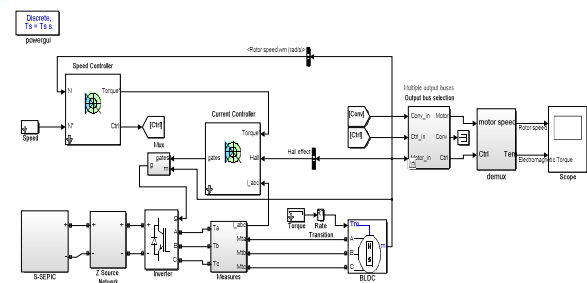 Discrete,
Ts = Ts s.
powergui
<Rotor speed wm (rad/s)>
Speed Controller
N
Torque*
N*
Ctrl
Speed
[Ctrl]
Mux
gates
g
m
Current Controller
Torque*
gates
Hall
I_abc
Hall effect
[Conv]
[Ctrl]
Multiple output buses
Output bus selection
Conv_in
Motor
Ctrl_in
Conv
Motor_in
Ctrl
motor speed
Ctrl
Tem
demux
Rotor speed
Electromagnetic Torque
Scope
S-SEPIC
Z Source
Network
g
A
B
C
Inverter
Ta
Tb
Tc
I_abc
Mta
Mtb
Mtc
Measures
Torque
Rate
Transition
Tm
A
B
C
m
N
S
BLDC